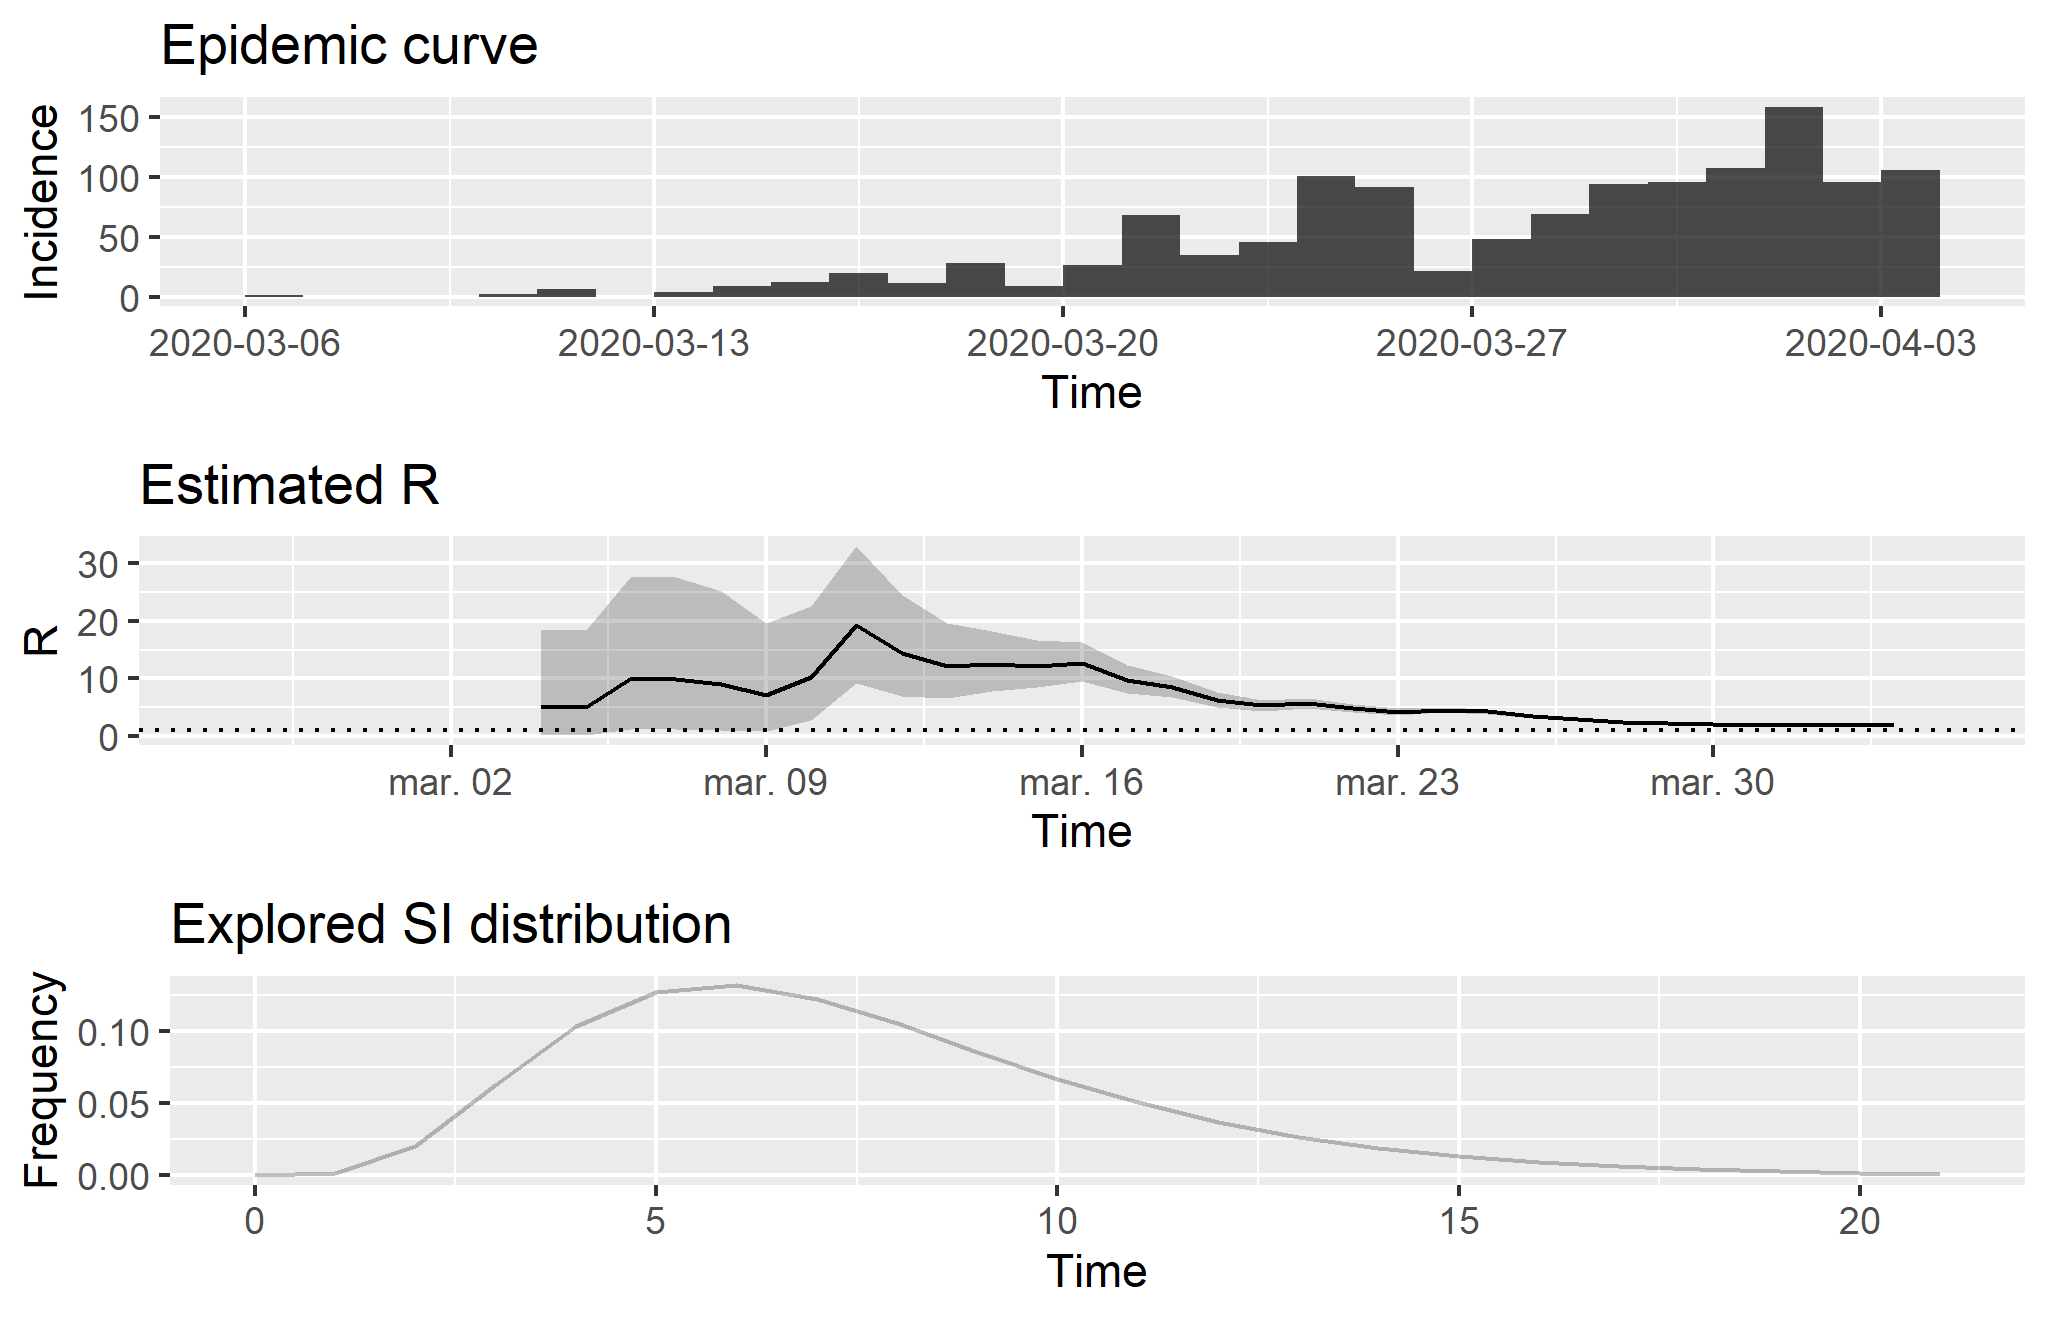 Epidemic curve
Incidence
150
100
50
0
2020-03-06 2020-03-13 2020-03-20 2020-03-27 2020-04-03
Time
Estimated R
R
30
20
10
0
mar. 02 mar. 09 mar. 16 mar. 23 mar. 30
Time
Explored SI distribution
Frequency
0.10
0.05
0.00
0 5 10 15 20
Time